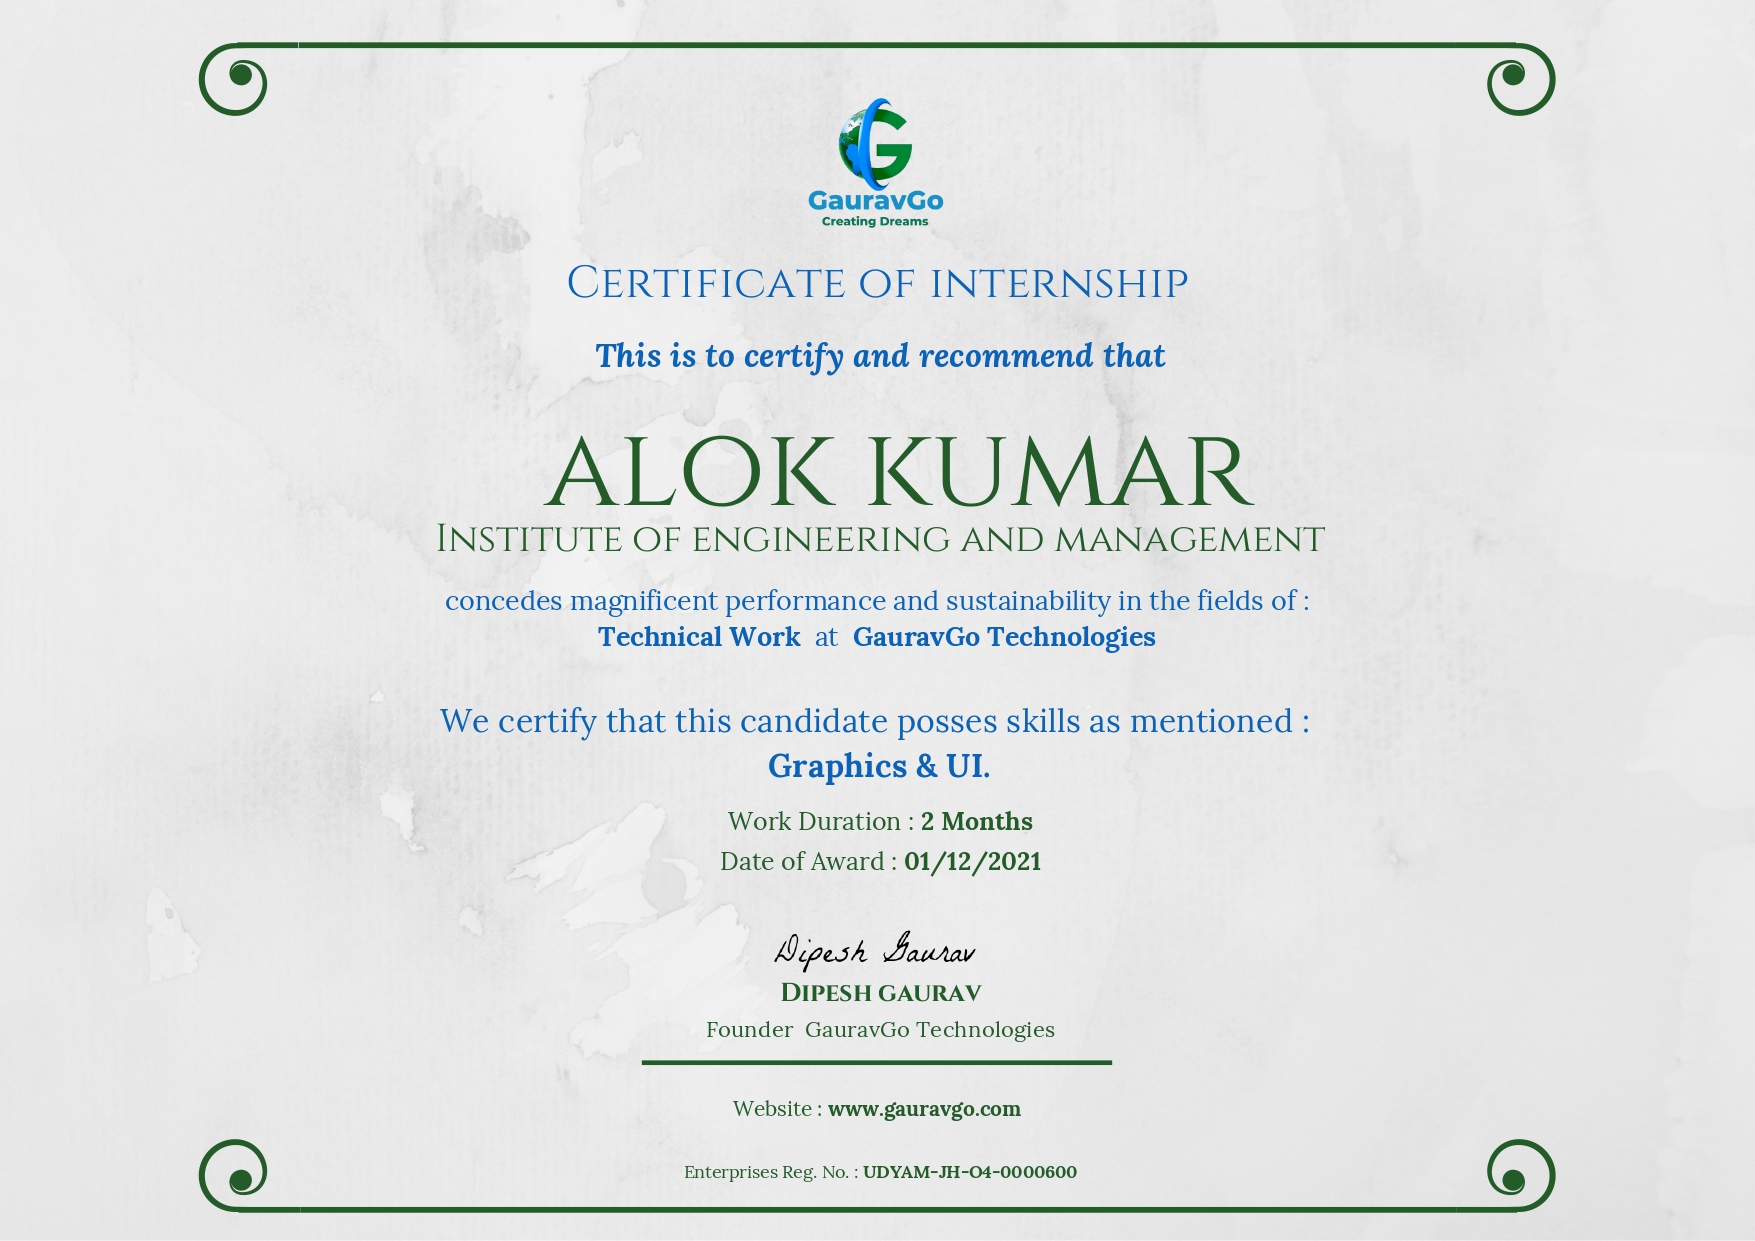 GauravGo
Creating Dreams
Certificate of internship
This is to certify and recommend that
ALOK KUMAR
Institute of engineering and management
concedes magnificent performance and sustainability in the fields of :
Technical Work at GauravGo Technologies
We certify that this candidate posses skills as mentioned :
Graphics & UI.
Work Duration : 2 Months
Date of Award : 01/12/2021
Dipesh Gaurav
Dipesh gaurav
Founder GauravGo Technologies
Website : www.gauravgo.com
Enterprises Reg. No. : UDYAM-JH-O4-0000600